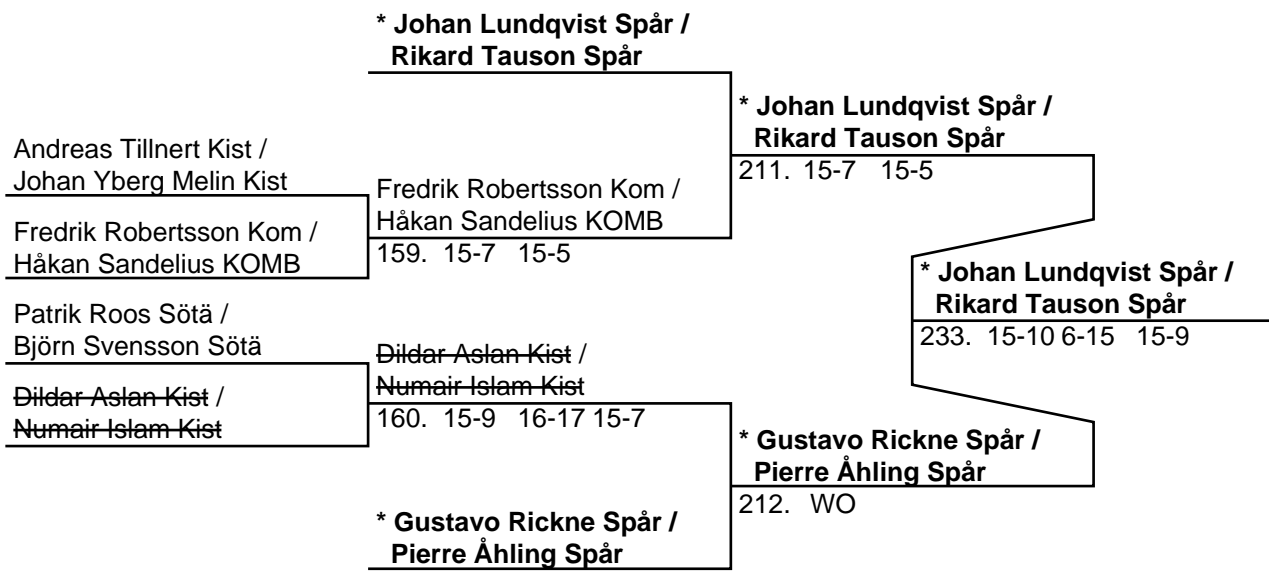 * Johan Lundqvist Spår /
Rikard Tauson Spår
* Johan Lundqvist Spår /
Rikard Tauson Spår
211. 15-7 15-5
Andreas Tillnert Kist /
Johan Yberg Melin Kist
Fredrik Robertsson Kom /
Håkan Sandelius KOMB
159. 15-7 15-5
Fredrik Robertsson Kom /
Håkan Sandelius KOMB
* Johan Lundqvist Spår /
Rikard Tauson Spår
233. 15-10 6-15 15-9
Patrik Roos Sötä /
Björn Svensson Sötä
Dildar Aslan Kist /
Numair Islam Kist
160. 15-9 16-17 15-7
Dildar Aslan Kist /
Numair Islam Kist
* Gustavo Rickne Spår /
Pierre Åhling Spår
212. WO
* Gustavo Rickne Spår /
Pierre Åhling Spår